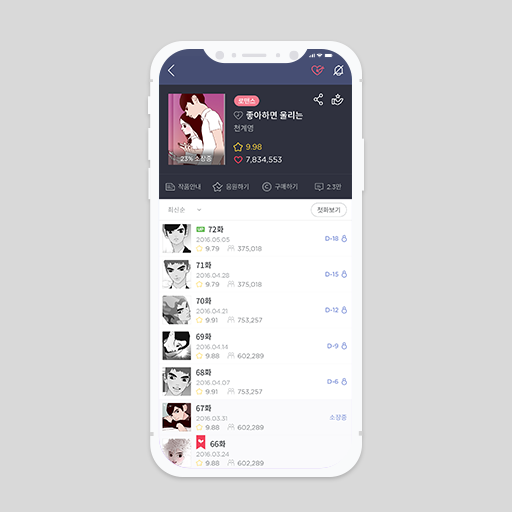 로맨스
좋아하면 울리는
천계영
9.98
7,834,553
23% 소장중
작품안내 응원하기 구매하기 2.3만
최신순 첫화보기
UP 72화
2016.05.05 D-18
9.79 375,018
71화
2016.04.28 D-15
9.79 375,018
70화
2016.04.21 D-12
9.91 753,257
69화
2016.04.14 D-9
9.88 602,289
68화
2016.04.07 D-6
9.91 753,257
67화
2016.03.31 소장중
9.88 602,289
66화
2016.03.24
9.88 602,289